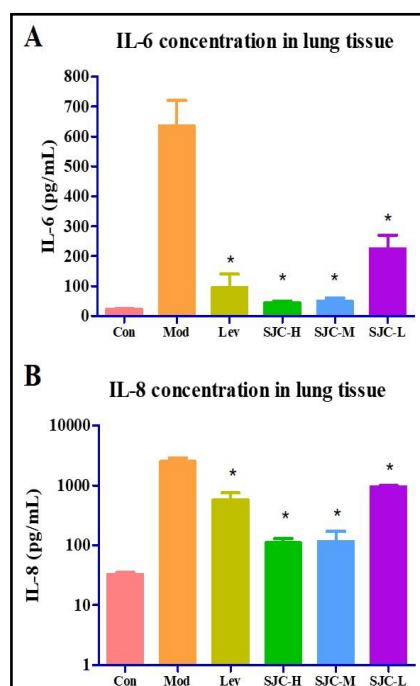 A
IL-6 concentration in lung tissue
IL-6 (pg/mL)
800
700
600
500
400
300
200
100
0
* * * *
Con Mod Lev SJC-H SJC-M SJC-L
B
IL-8 concentration in lung tissue
IL-8 (pg/mL)
10000
1000
100
10
1
* * * *
Con Mod Lev SJC-H SJC-M SJC-L